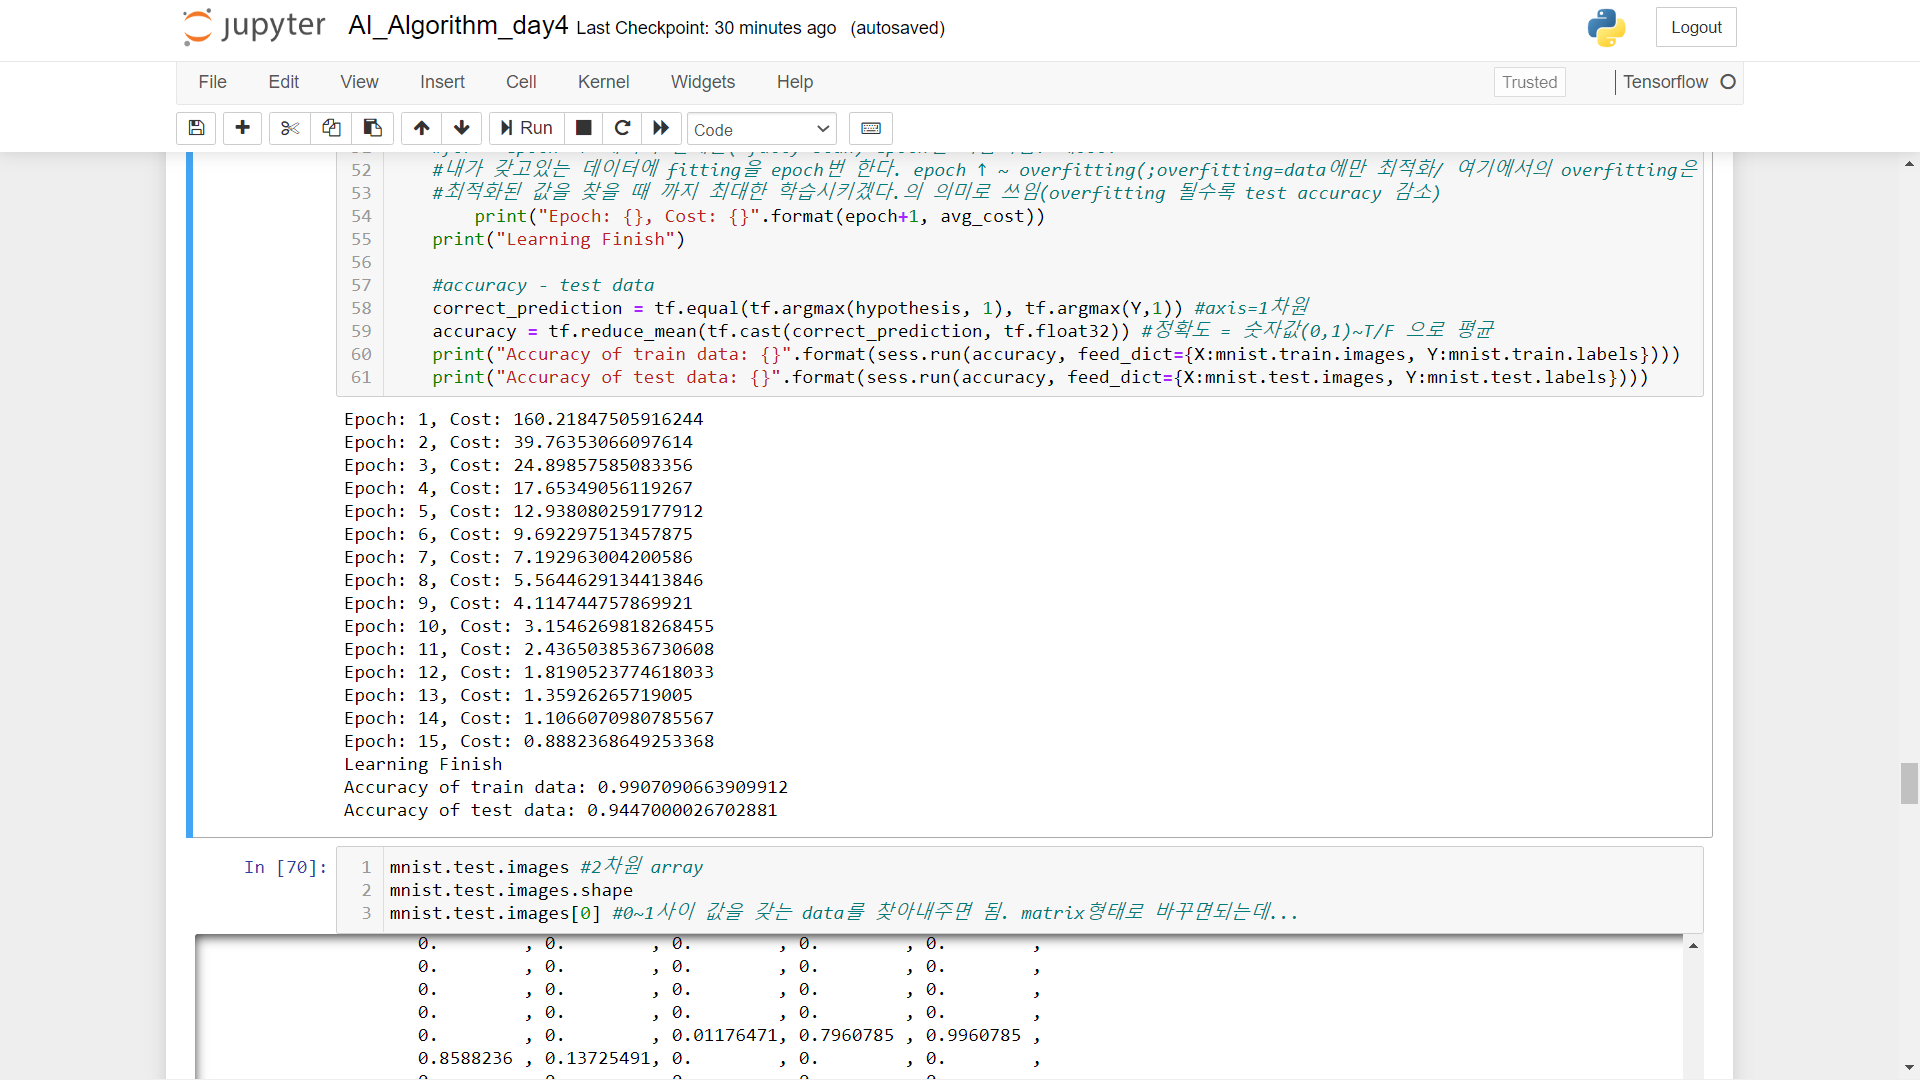 jupyter AI_Algorithm_day4 Last Checkpoint: 30 minutes ago (autosaved) Logout
File Edit View Insert Cell Kernel Widgets Help Trusted Tensorflow
Run Code
52 #내가 갖고있는 데이터에 fitting을 epoch번 한다. epoch ↑ ~ overfitting(;overfitting=data에만 최적화/ 여기에서의 overfitting은
53 #최적화된 값을 찾을 때 까지 최대한 학습시키겠다.의 의미로 쓰임(overfitting 될수록 test accuracy 감소)
54 print("Epoch: {}, Cost: {}".format(epoch+1, avg_cost))
55 print("Learning Finish")
56
57 #accuracy - test data
58 correct_prediction = tf.equal(tf.argmax(hypothesis, 1), tf.argmax(Y,1)) #axis=1차원
59 accuracy = tf.reduce_mean(tf.cast(correct_prediction, tf.float32)) #정확도 = 숫자값(0,1)~T/F 으로 평균
60 print("Accuracy of train data: {}".format(sess.run(accuracy, feed_dict={X:mnist.train.images, Y:mnist.train.labels})))
61 print("Accuracy of test data: {}".format(sess.run(accuracy, feed_dict={X:mnist.test.images, Y:mnist.test.labels})))
Epoch: 1, Cost: 160.21847505916244
Epoch: 2, Cost: 39.76353066097614
Epoch: 3, Cost: 24.89857585083356
Epoch: 4, Cost: 17.65349056119267
Epoch: 5, Cost: 12.938080259177912
Epoch: 6, Cost: 9.692297513457875
Epoch: 7, Cost: 7.192963004200586
Epoch: 8, Cost: 5.5644629134413846
Epoch: 9, Cost: 4.114744757869921
Epoch: 10, Cost: 3.1546269818268455
Epoch: 11, Cost: 2.4365038536730608
Epoch: 12, Cost: 1.8190523774618033
Epoch: 13, Cost: 1.35926265719005
Epoch: 14, Cost: 1.1066070980785567
Epoch: 15, Cost: 0.8882368649253368
Learning Finish
Accuracy of train data: 0.9907090663909912
Accuracy of test data: 0.9447000026702881
In [70]: 1 mnist.test.images #2차원 array
2 mnist.test.images.shape
3 mnist.test.images[0] #0~1사이 값을 갖는 data를 찾아내주면 됨. matrix형태로 바꾸면되는데...
0. , 0. , 0. , 0. , 0. ,
0. , 0. , 0. , 0. , 0. ,
0. , 0. , 0. , 0. , 0. ,
0. , 0. , 0. , 0. , 0. ,
0. , 0. , 0.01176471, 0.7960785 , 0.9960785 ,
0.8588236 , 0.13725491, 0. , 0. , 0. ,